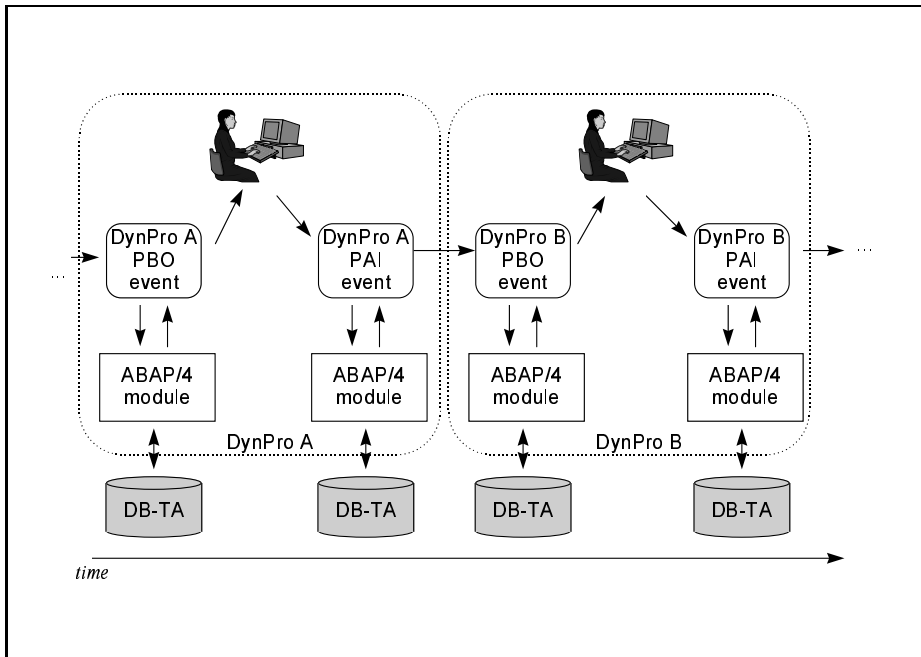 DynPro A
PBO
event
DynPro A
PAI
event
DynPro B
PBO
event
DynPro B
PAI
event
...
...
ABAP/4
module
ABAP/4
module
ABAP/4
module
ABAP/4
module
DynPro A
DynPro B
DB-TA
DB-TA
DB-TA
DB-TA
time